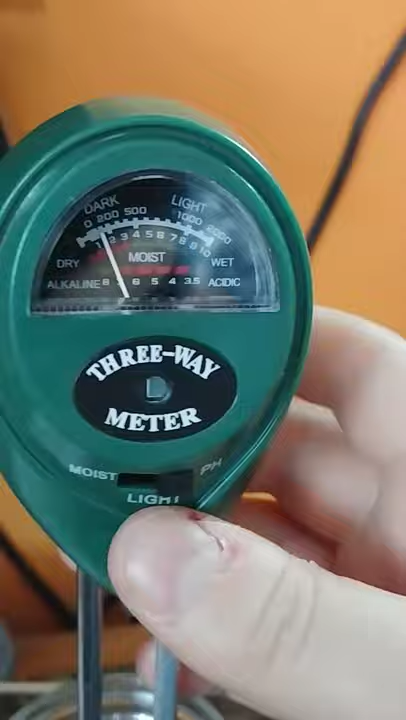 DARK LIGHT
0 200 500 1000 2000
2 3 4 5 6 7 8 9 10
DRY MOIST WET
ALKALINE 8 6 5 4 3.5 ACIDIC
THREE-WAY
METER
MOIST PH
LIGHT